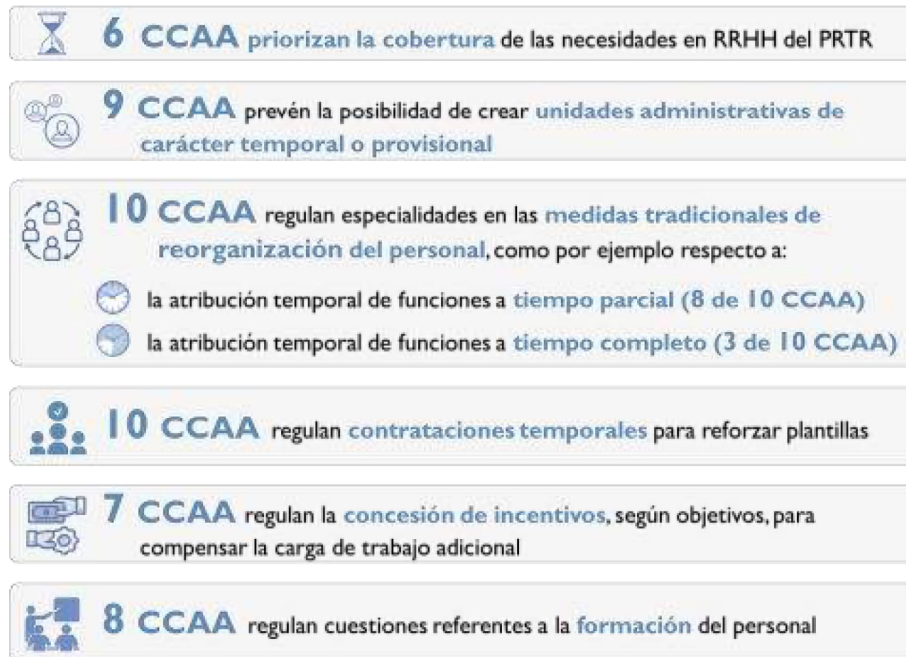 6 CCAA priorizan la cobertura de las necesidades en RRHH del PRTR
9 CCAA prevén la posibilidad de crear unidades administrativas de
carácter temporal o provisional
10 CCAA regulan especialidades en las medidas tradicionales de
reorganización del personal, como por ejemplo respecto a:
la atribución temporal de funciones a tiempo parcial (8 de 10 CCAA)
la atribución temporal de funciones a tiempo completo (3 de 10 CCAA)
10 CCAA regulan contrataciones temporales para reforzar plantillas
7 CCAA regulan la concesión de incentivos, según objetivos, para
compensar la carga de trabajo adicional
8 CCAA regulan cuestiones referentes a la formación del personal